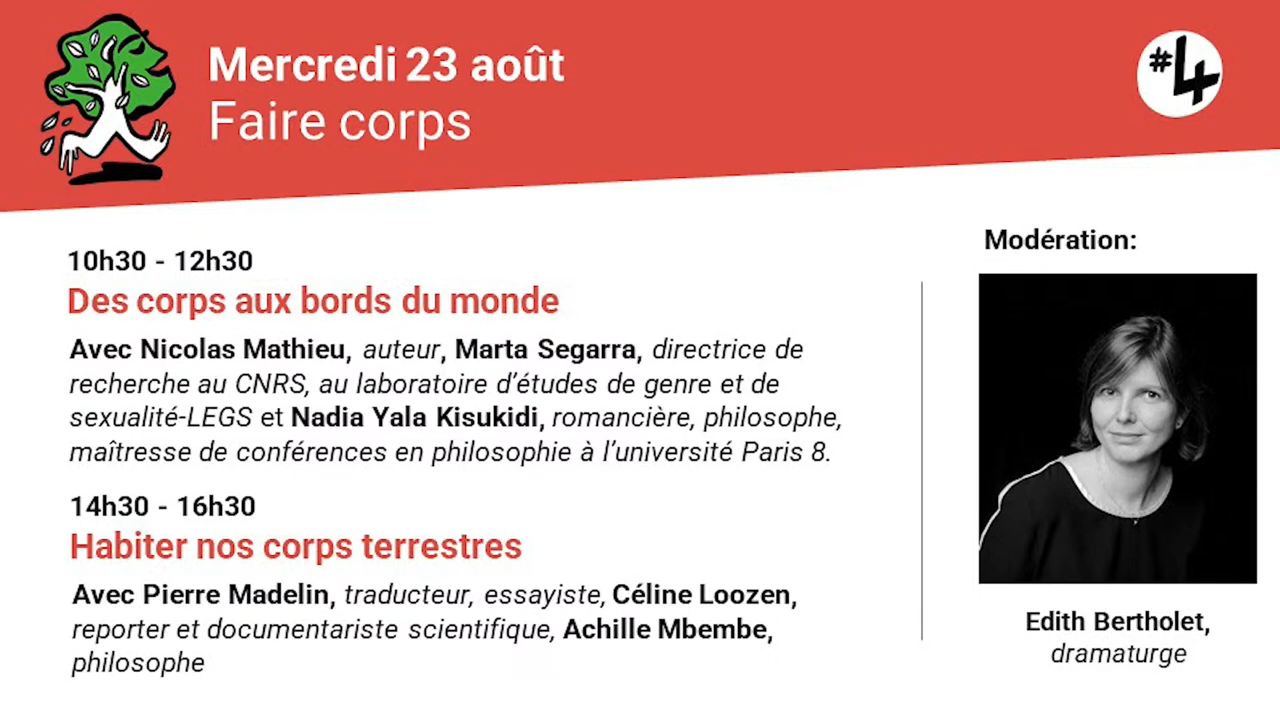 Mercredi 23 août
Faire corps
#4
10h30 - 12h30
Des corps aux bords du monde
Avec Nicolas Mathieu, auteur, Marta Segarra, directrice de
recherche au CNRS, au laboratoire d’études de genre et de
sexualité-LEGS et Nadia Yala Kisukidi, romancière, philosophe,
maîtresse de conférences en philosophie à l’université Paris 8.
14h30 - 16h30
Habiter nos corps terrestres
Avec Pierre Madelin, traducteur, essayiste, Céline Loozen,
reporter et documentariste scientifique, Achille Mbembe,
philosophe
Modération:
Edith Bertholet,
dramaturge